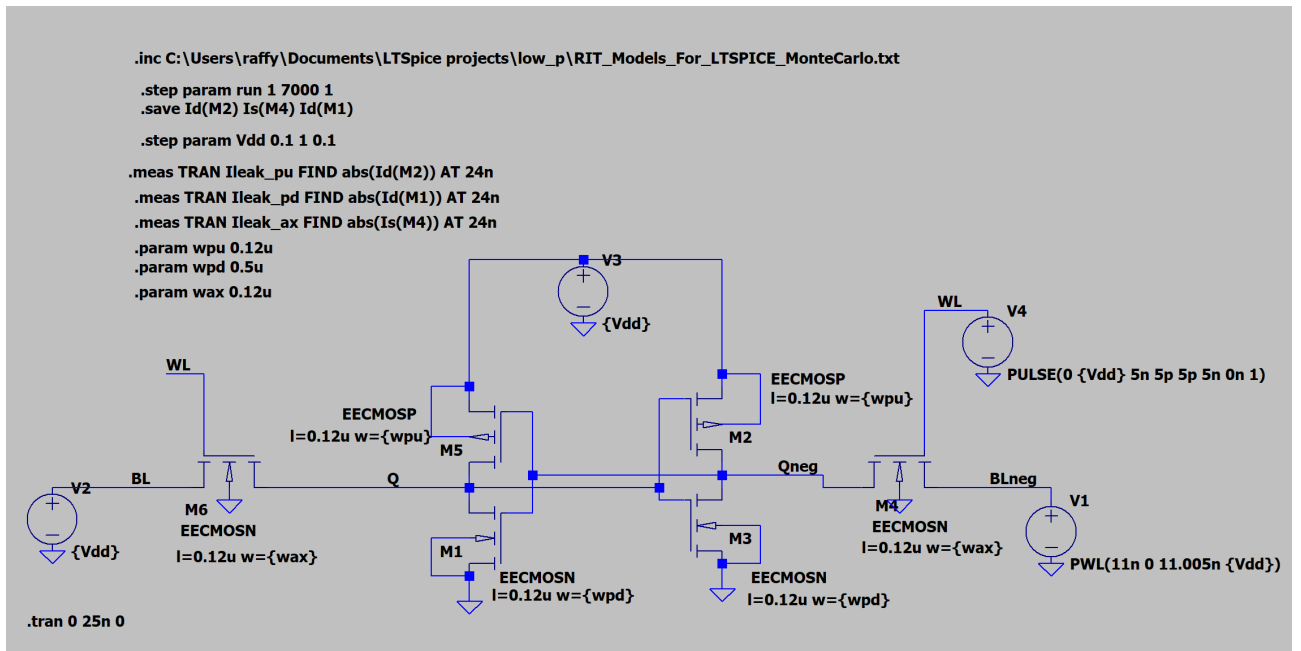 .inc C:\Users\raffy\Documents\LTSpice projects\low_p\RIT_Models_For_LTSPICE_MonteCarlo.txt
.step param run 1 7000 1
.save Id(M2) Is(M4) Id(M1)
.step param Vdd 0.1 1 0.1
.meas TRAN Ileak_pu FIND abs(Id(M2)) AT 24n
.meas TRAN Ileak_pd FIND abs(Id(M1)) AT 24n
.meas TRAN Ileak_ax FIND abs(Is(M4)) AT 24n
.param wpu 0.12u
.param wpd 0.5u
.param wax 0.12u
V3
{Vdd}
WL
V4
PULSE(0 {Vdd} 5n 5p 5p 5n 0n 1)
WL
EECMOSP
l=0.12u w={wpu}
M5
EECMOSP
l=0.12u w={wpu}
M2
V2
BL
Q
Qneg
BLneg
V1
{Vdd}
M6
EECMOSN
l=0.12u w={wax}
M1
EECMOSN
l=0.12u w={wpd}
M3
EECMOSN
l=0.12u w={wpd}
M4
EECMOSN
l=0.12u w={wax}
PWL(11n 0 11.005n {Vdd})
.tran 0 25n 0